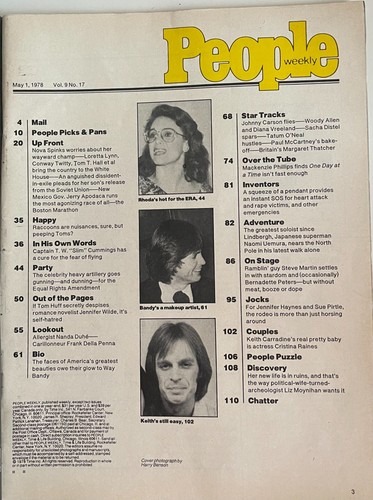 People
weekly
May 1, 1978 Vol. 9 No. 17
4 Mail
10 People Picks & Pans
20 Up Front
Nova Spinks worries about her
wayward champ—Loretta Lynn,
Conway Twitty, Tom T. Hall et al
bring the country to the White
House—An anguished dissident-
in-exile pleads for her son's release
from the Soviet Union—New
Mexico Gov. Jerry Apodaca runs
the most agonizing race of all—the
Boston Marathon
35 Happy
Raccoons are nuisances, sure, but
peeping Toms?
36 In His Own Words
Captain T. W. "Slim" Cummings has
a cure for the fear of flying
44 Party
The celebrity heavy artillery goes
gunning—and dunning—for the
Equal Rights Amendment
50 Out of the Pages
If Tom Huff secretly despises
romance novelist Jennifer Wilde, it's
self-hatred
55 Lookout
Allergist Nanda Duhé—
Carillonneur Frank Della Penna
61 Bio
The faces of America's greatest
beauties owe their glow to Way
Bandy
Rhoda's hot for the ERA, 44
Bandy's a makeup artist, 61
Keith's still easy, 102
Cover photograph by
Harry Benson
68 Star Tracks
Johnny Carson flies—Woody Allen
and Diana Vreeland—Sacha Distel
spars—Tatum O'Neal
hustles—Paul McCartney's bake-
off—Britain's Margaret Thatcher
74 Over the Tube
Mackenzie Phillips finds One Day at
a Time isn't fast enough
81 Inventors
A squeeze of a pendant provides
an instant SOS for heart attack
and rape victims, and other
emergencies
82 Adventure
The greatest soloist since
Lindbergh, Japanese superman
Naomi Uemura, nears the North
Pole in his latest walk alone
86 On Stage
Ramblin' guy Steve Martin settles
in with stardom and (occasionally)
Bernadette Peters—but without
meat, booze or dope
95 Jocks
For Jennifer Haynes and Sue Pirtle,
the rodeo is more than just horsing
around
102 Couples
Keith Carradine's real pretty baby
is actress Cristina Raines
106 People Puzzle
108 Discovery
Her new life is in ruins, and that's
the way political-wife-turned-
archeologist Liz Moynihan wants it
110 Chatter
3